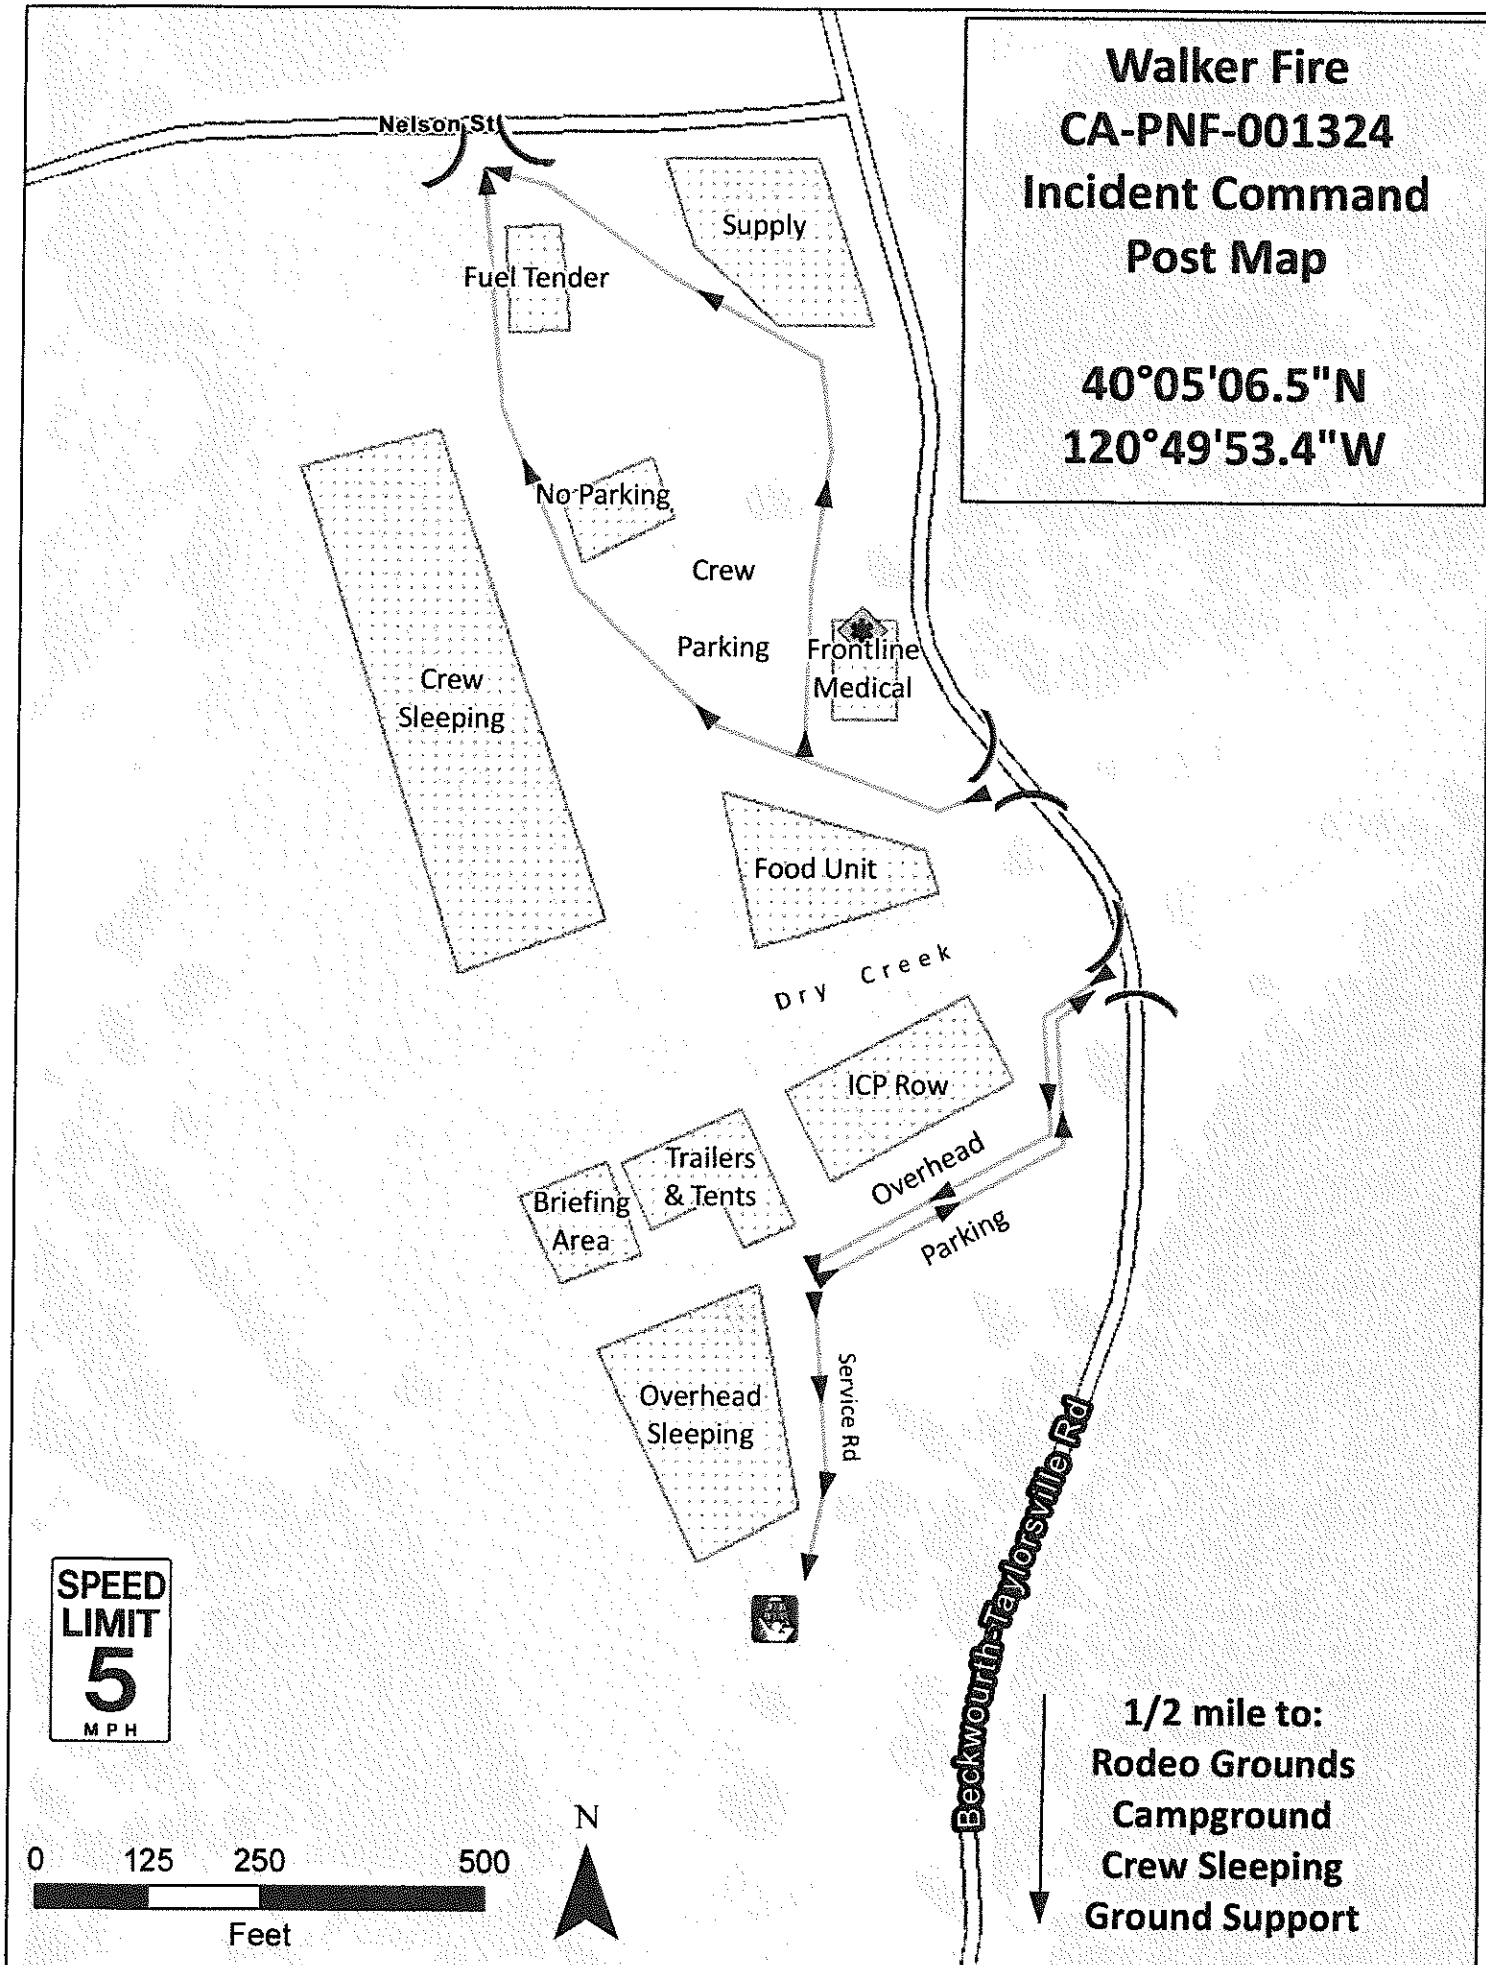 Walker Fire
CA-PNF-001324
Incident Command
Post Map
40°05'06.5"N
120°49'53.4"W
Nelson St
Supply
Fuel Tender
No Parking
Crew
Parking
Frontline
Medical
Crew
Sleeping
Food Unit
Dry Creek
ICP Row
Overhead
Parking
Trailers
& Tents
Briefing
Area
Service Rd
Overhead
Sleeping
Beckwourth-Taylorsville Rd
SPEED
LIMIT
5
MPH
1/2 mile to:
Rodeo Grounds
Campground
Crew Sleeping
Ground Support
N
0 125 250 500
Feet